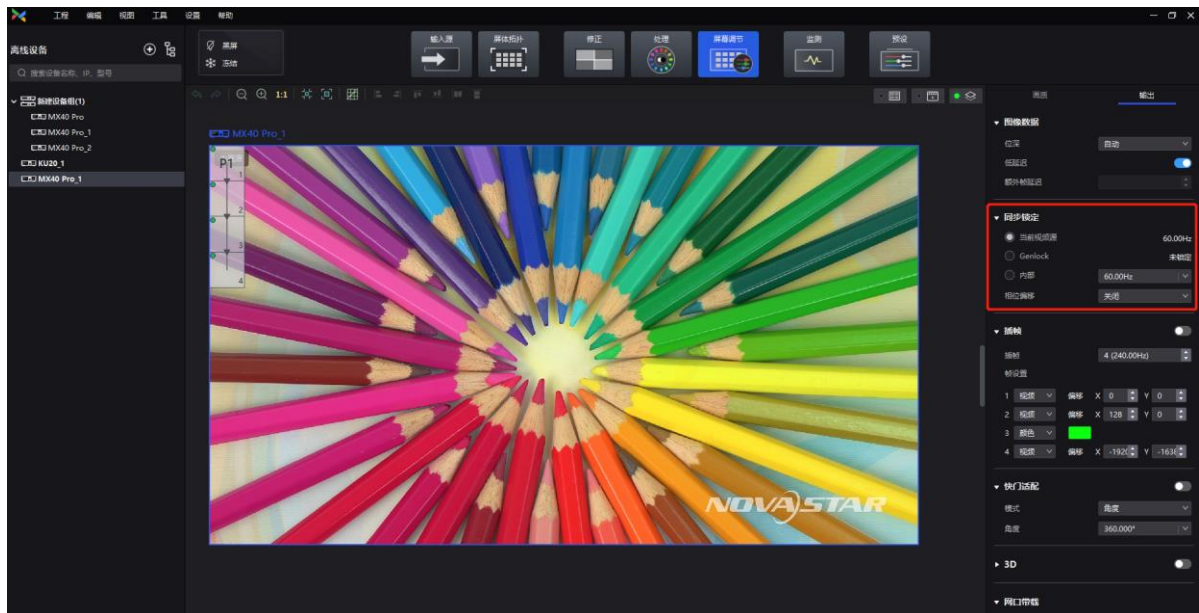 工程 编辑 视图 工具 设置 帮助
离线设备
搜索设备名称、IP、型号
新建设备组(1)
MX40 Pro
MX40 Pro_1
MX40 Pro_2
KU20_1
MX40 Pro_1
黑屏
冻结
输入源 屏体拓扑 修正 处理 屏幕调节 监测 预设
1:1
MX40 Pro_1
P1
1
2
3
4
NOVASTAR
画质 输出
图像数据
位深 自动
低延迟
额外帧延迟
同步锁定
当前视频源 60.00Hz
Genlock 未锁定
内部 60.00Hz
相位偏移 关闭
插帧
插帧 4 (240.00Hz)
帧设置
1 视频 偏移 X 0 Y 0
2 视频 偏移 X 128 Y 0
3 颜色
4 视频 偏移 X -192 Y -163
快门适配
模式 角度
角度 360.000°
3D
网口带载